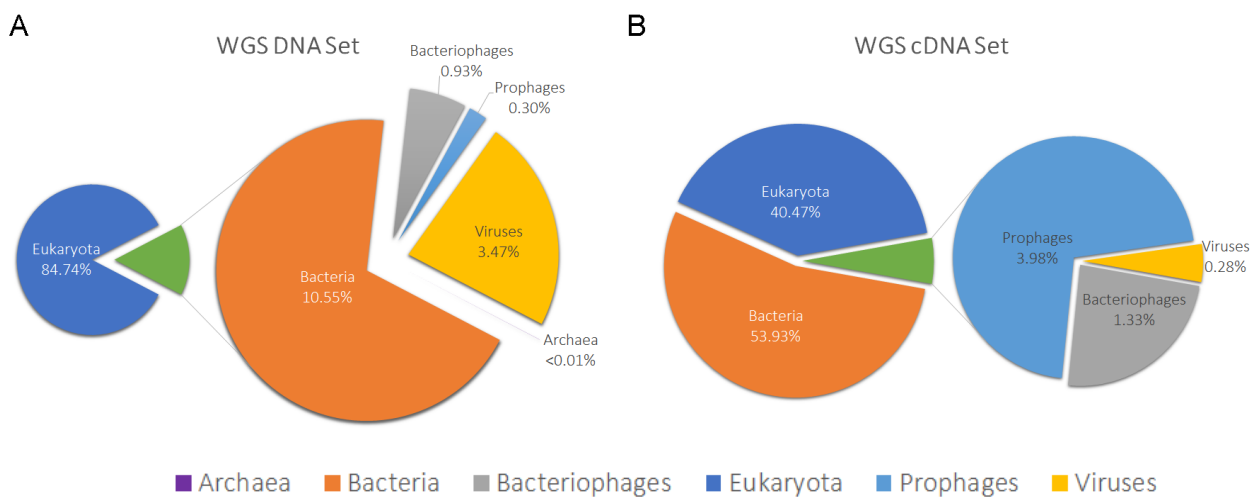 A
WGS DNA Set
Bacteriophages
0.93%
Prophages
0.30%
Eukaryota
84.74%
Bacteria
10.55%
Viruses
3.47%
Archaea
<0.01%
B
WGS cDNA Set
Eukaryota
40.47%
Bacteria
53.93%
Prophages
3.98%
Viruses
0.28%
Bacteriophages
1.33%
Archaea Bacteria Bacteriophages Eukaryota Prophages Viruses